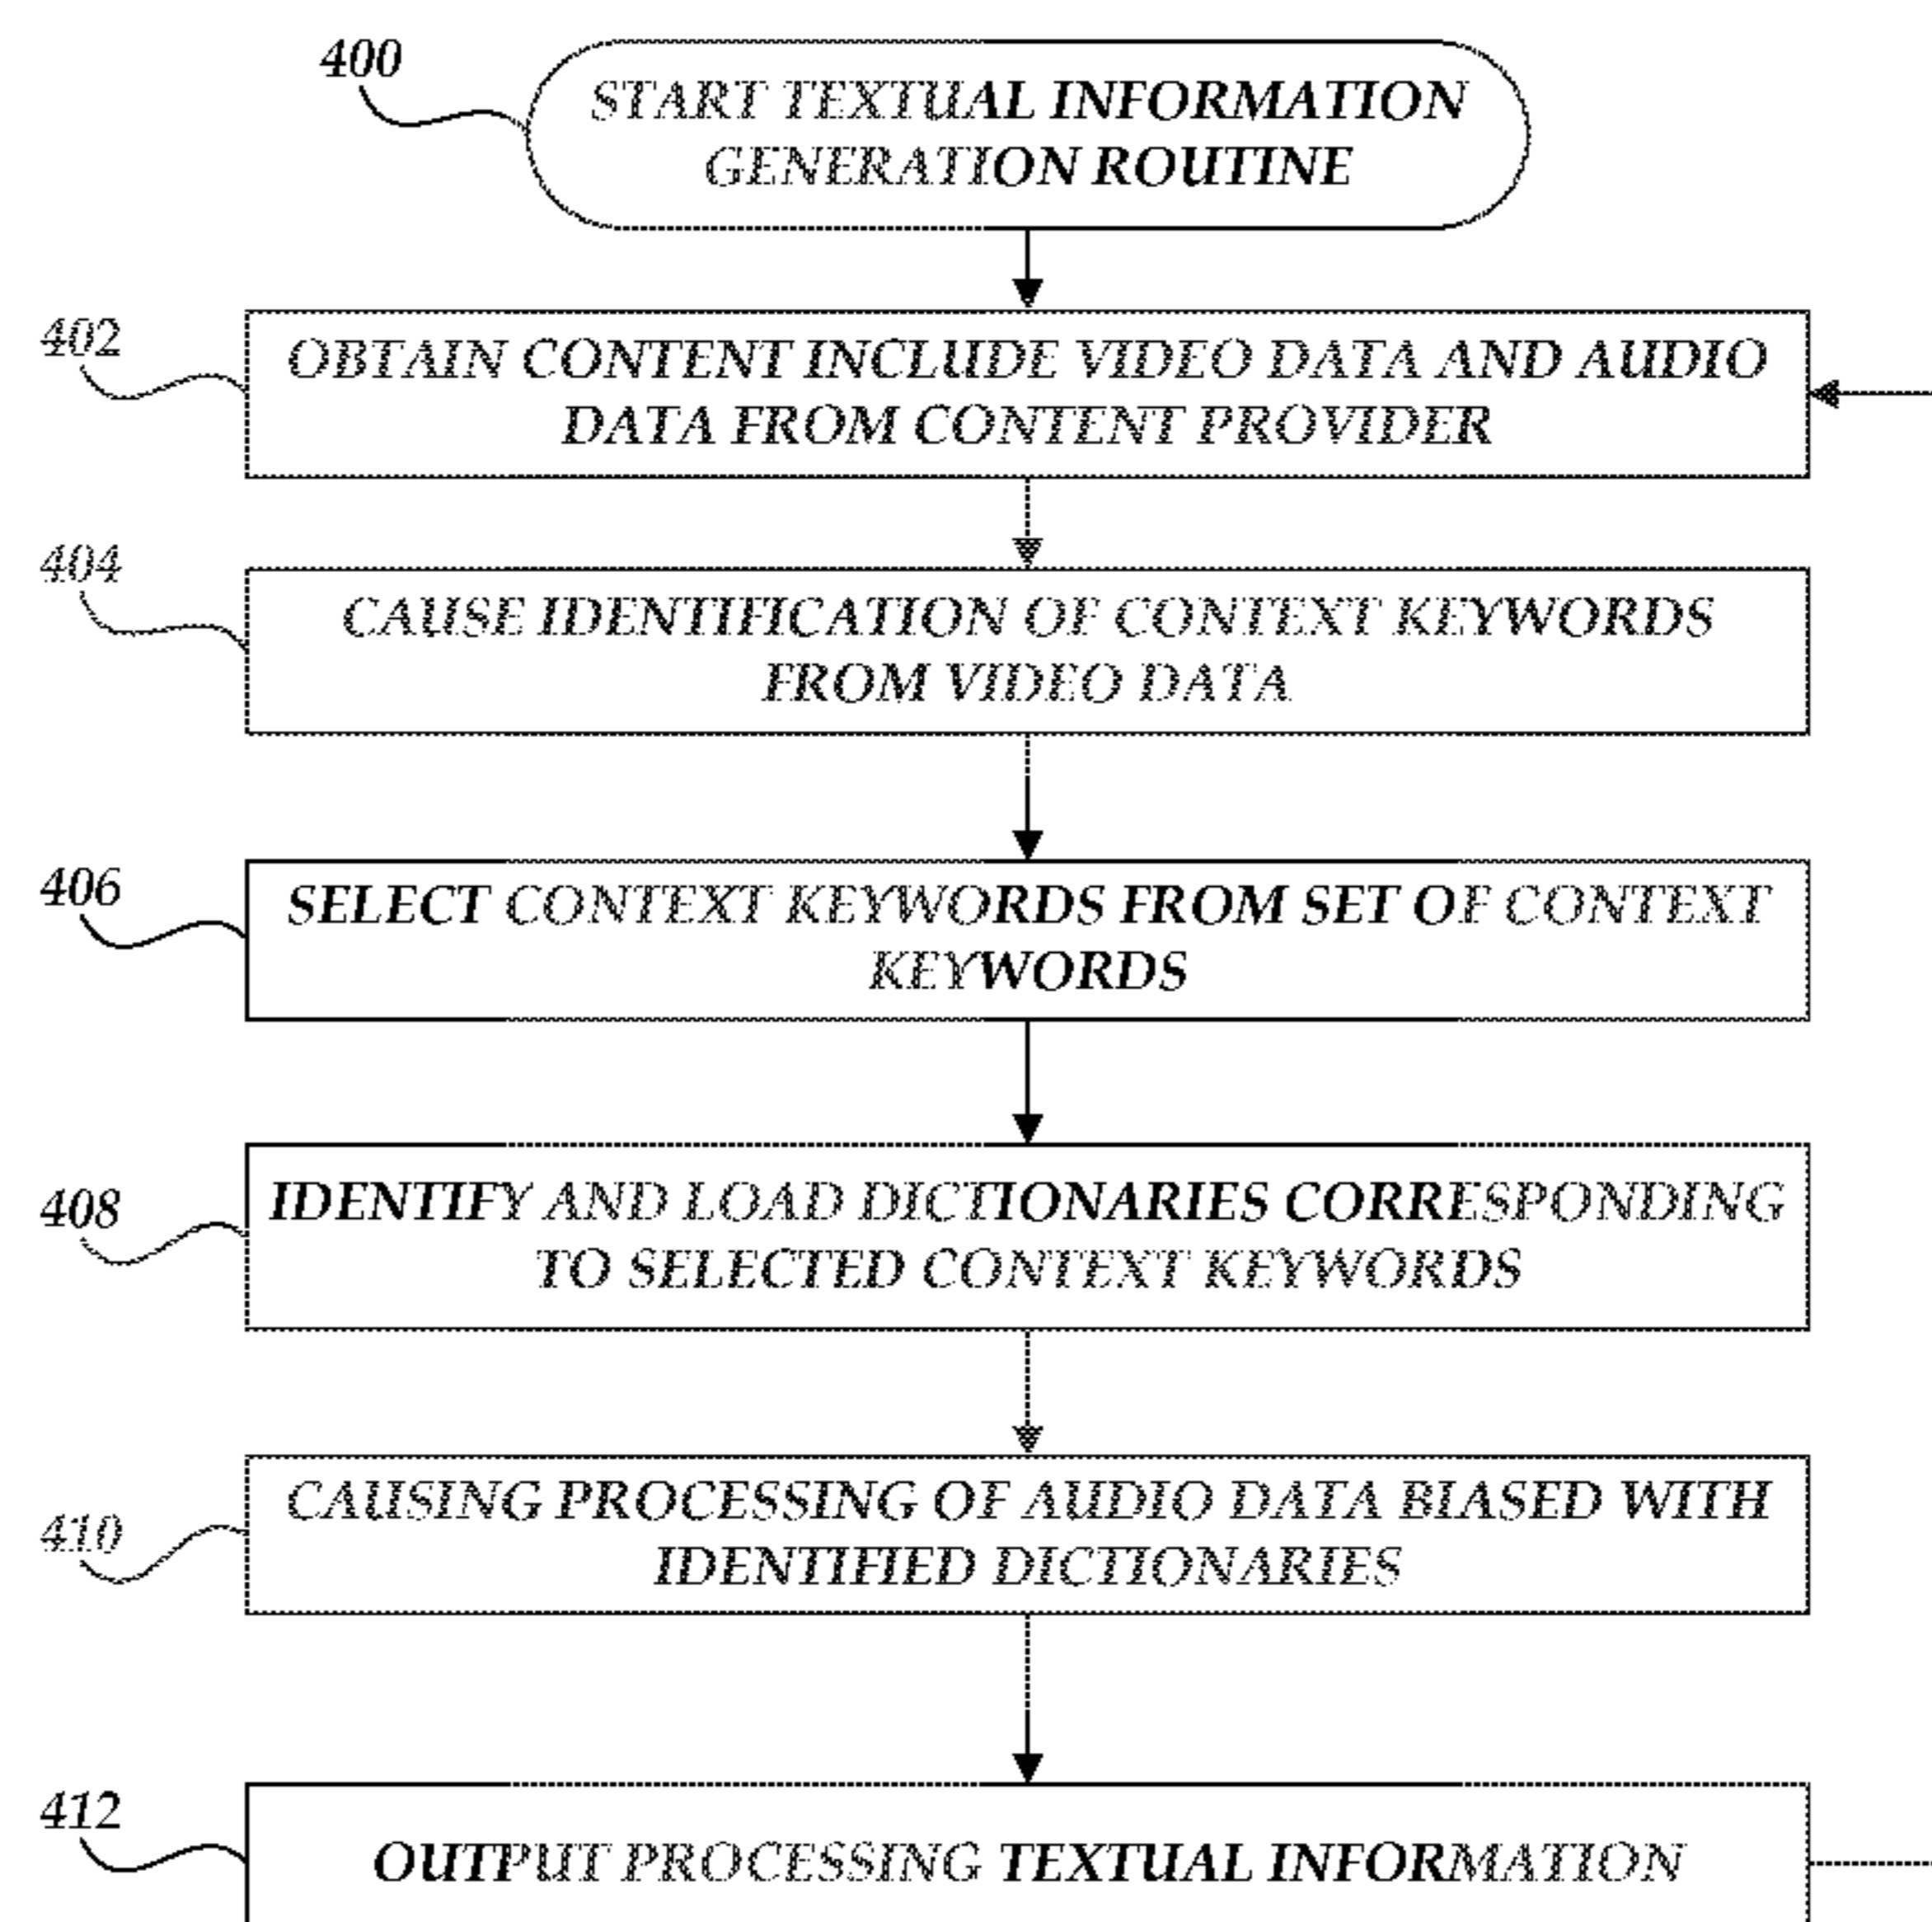 400
START TEXTUAL INFORMATION
GENERATION ROUTINE
402
OBTAIN CONTENT INCLUDE VIDEO DATA AND AUDIO
DATA FROM CONTENT PROVIDER
404
CAUSE IDENTIFICATION OF CONTEXT KEYWORDS
FROM VIDEO DATA
406
SELECT CONTEXT KEYWORDS FROM SET OF CONTEXT
KEYWORDS
408
IDENTIFY AND LOAD DICTIONARIES CORRESPONDING
TO SELECTED CONTEXT KEYWORDS
410
CAUSING PROCESSING OF AUDIO DATA BIASED WITH
IDENTIFIED DICTIONARIES
412
OUTPUT PROCESSING TEXTUAL INFORMATION